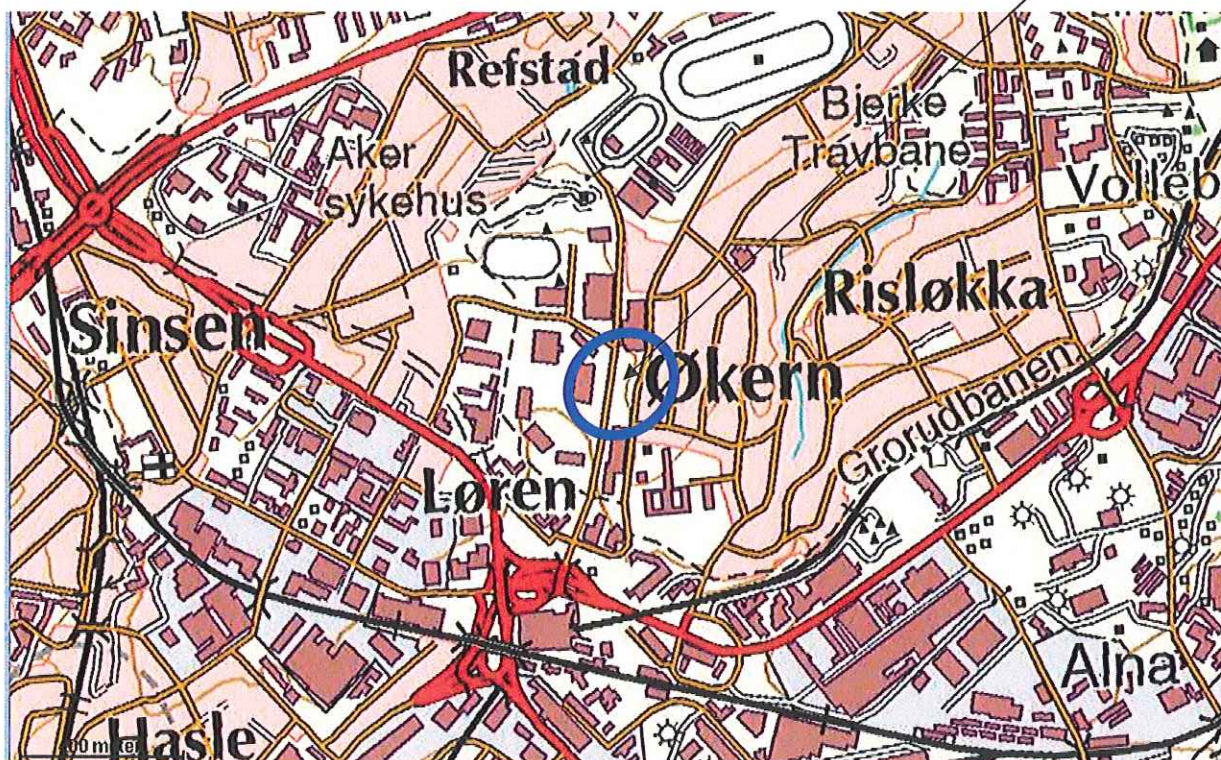 Refstad
Bjerke
Travbane
Aker
sykehus
Volleb
Risløkka
Sinsen
Økern
Grorudbanen
Løren
Alna
Hasle